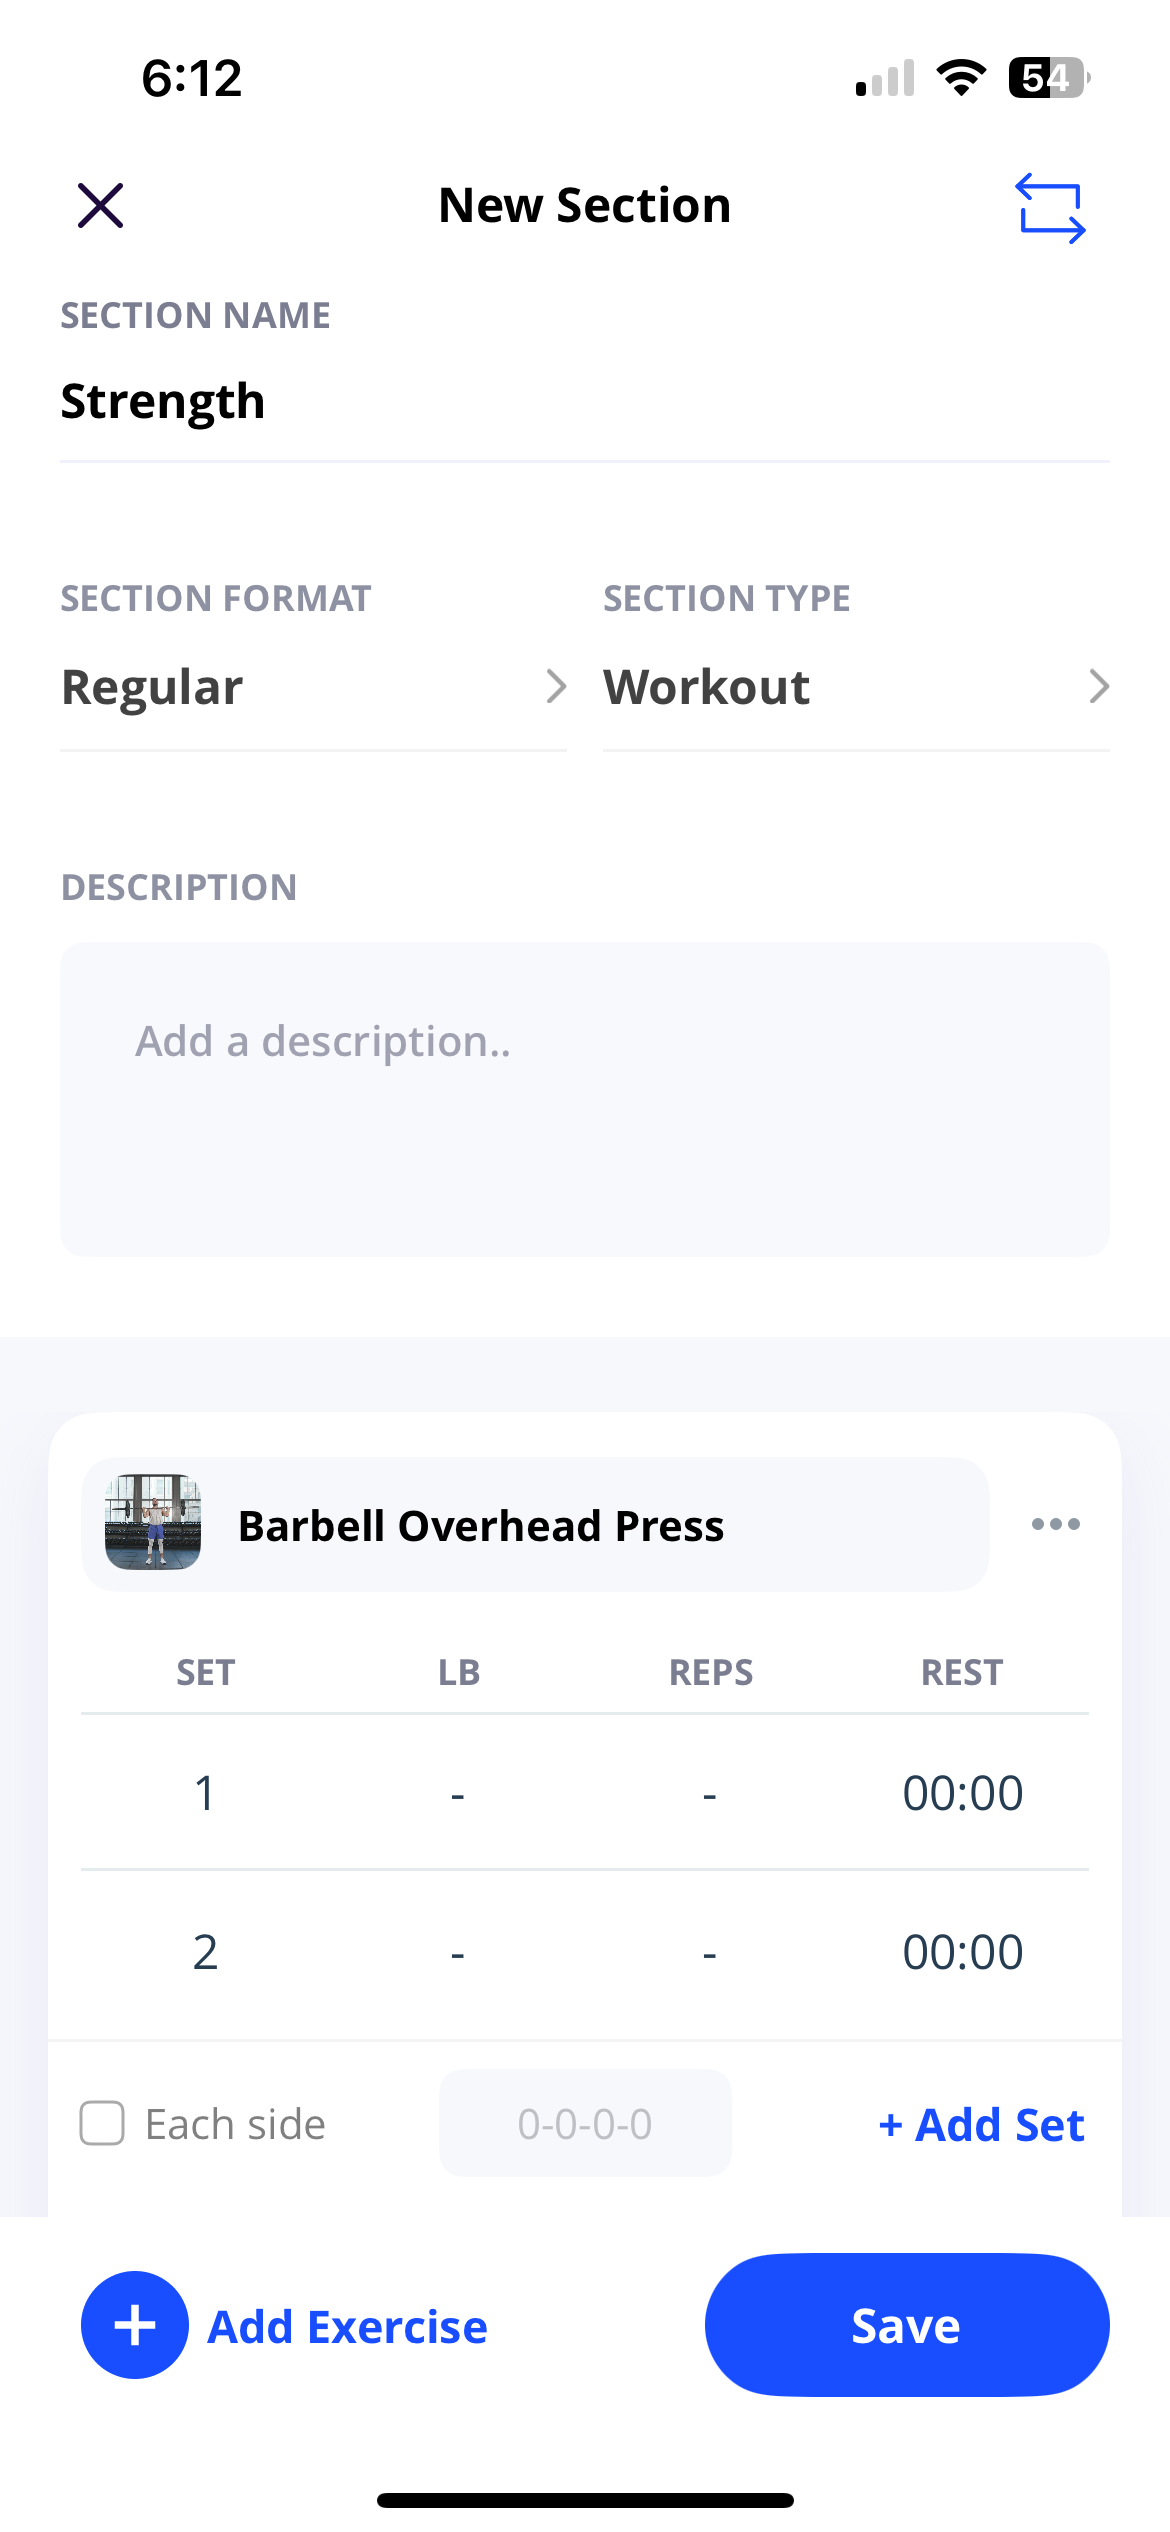 6:12
54
New Section
SECTION NAME
Strength
SECTION FORMAT
SECTION TYPE
Regular
Workout
DESCRIPTION
Add a description..
Barbell Overhead Press
SET LB REPS REST
1 - - 00:00
2 - - 00:00
Each side
0-0-0-0
+ Add Set
+ Add Exercise
Save